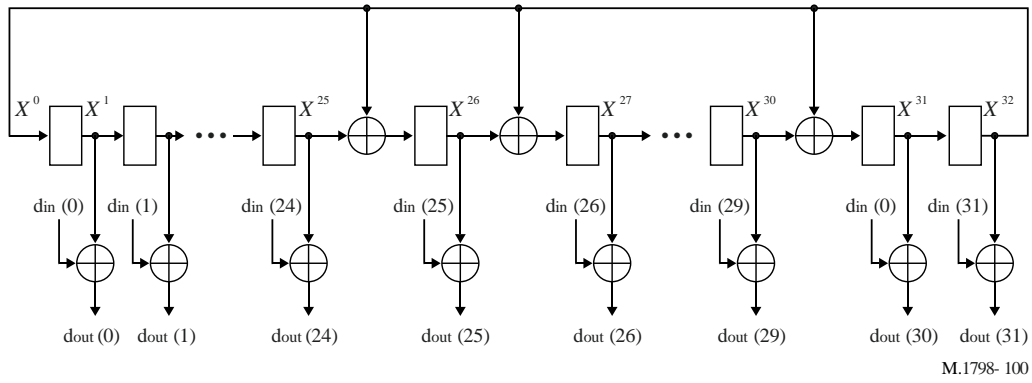 X^0 X^1 X^25 X^26 X^27 X^30 X^31 X^32
din (0) din (1) din (24) din (25) din (26) din (29) din (0) din (31)
dout (0) dout (1) dout (24) dout (25) dout (26) dout (29) dout (30) dout (31)
M.1798- 100